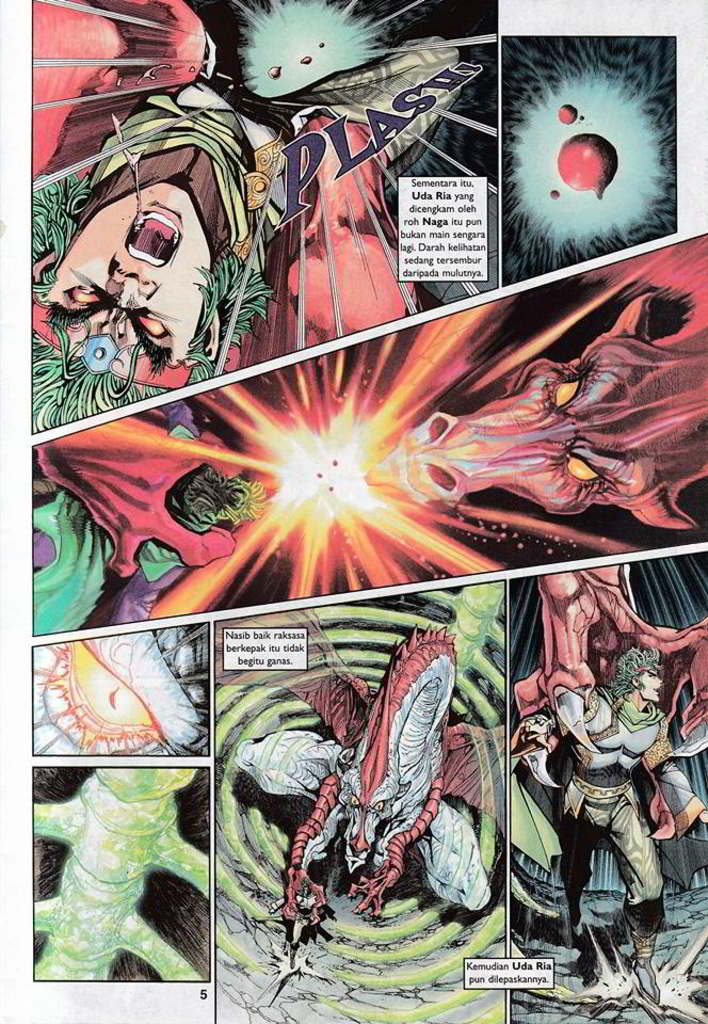 PLASH!!
Sementara itu,
Uda Ria yang
dicengkam oleh
roh Naga itu pun
bukan main sengara
lagi. Darah kelihatan
sedang tersembur
daripada mulutnya.
Nasib baik raksasa
berkepak itu tidak
begitu ganas.
Kemudian Uda Ria
pun dilepaskannya.
5